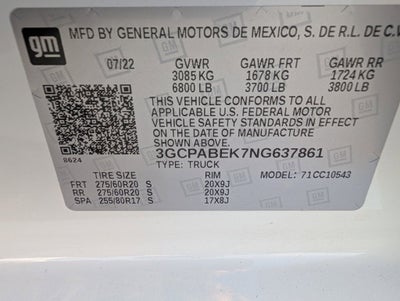 gm MFD BY GENERAL MOTORS DE MEXICO, S. DE R.L. DE C.V
07/22 GVWR GAWR FRT GAWR RR
3085 KG 1678 KG 1724 KG
6800 LB 3700 LB 3800 LB
THIS VEHICLE CONFORMS TO ALL
APPLICABLE U.S. FEDERAL MOTOR
VEHICLE SAFETY STANDARDS IN
EFFECT ON THE DATE OF MANUFACTURE
SHOWN ABOVE.
8624 3GCPABEK7NG637861
TYPE: TRUCK MODEL: 71CC10543
TIRE SIZE RIM
FRT 275/60R20 S 20X9J
RR 275/60R20 S 20X9J
SPA 255/80R17 S 17X8J